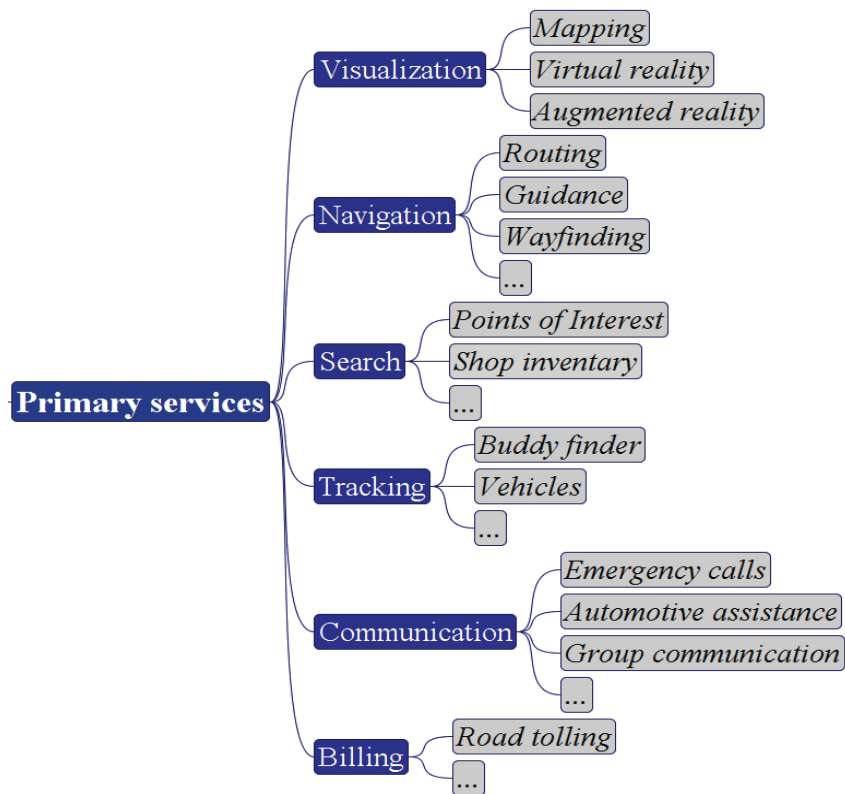 Primary services
Visualization
Mapping
Virtual reality
Augmented reality
Navigation
Routing
Guidance
Wayfinding
...
Search
Points of Interest
Shop inventary
...
Tracking
Buddy finder
Vehicles
...
Communication
Emergency calls
Automotive assistance
Group communication
...
Billing
Road tolling
...